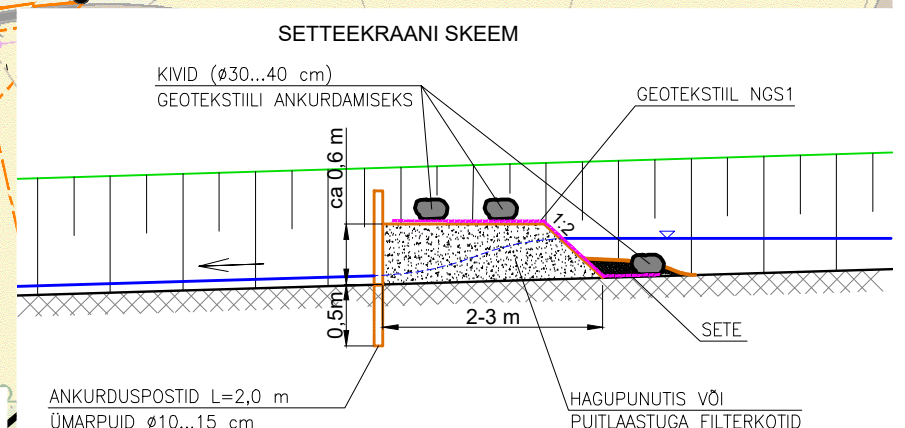 SETTEEKRAANI SKEEM
KIVID (Ø30...40 cm)
GEOTEKSTIILI ANKURDAMISEKS
GEOTEKSTIIL NGS1
ca 0,6 m
1:2
0,5m
2-3 m
SETE
ANKURDUSPOSTID L=2,0 m
ÜMARPUID Ø10...15 cm
HAGUPUNUTIS VÕI
PUITLAASTUGA FILTERKOTID